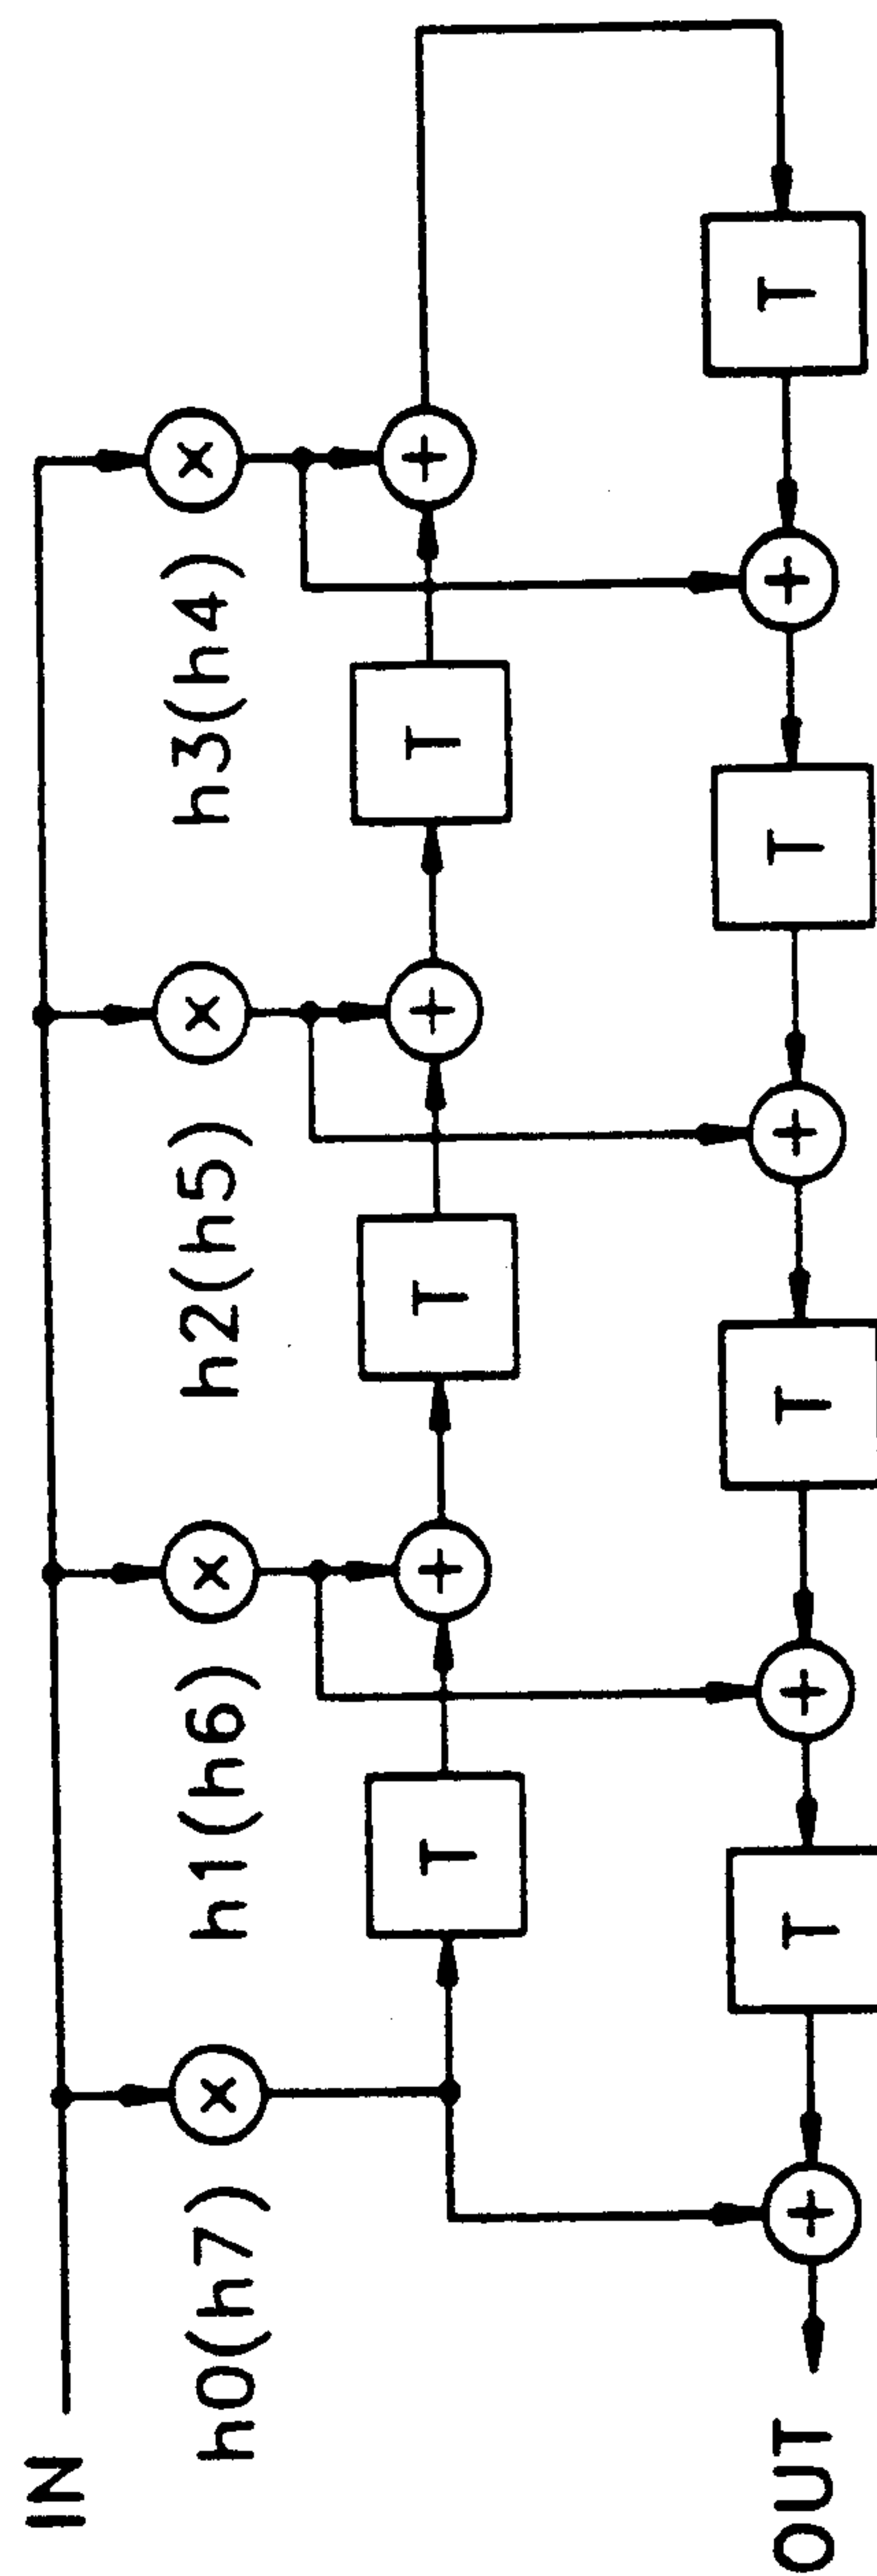 IN
h0(h7)
h1(h6)
h2(h5)
h3(h4)
×
×
×
×
T
+
T
+
T
+
OUT
+
T
+
T
+
T
+
T